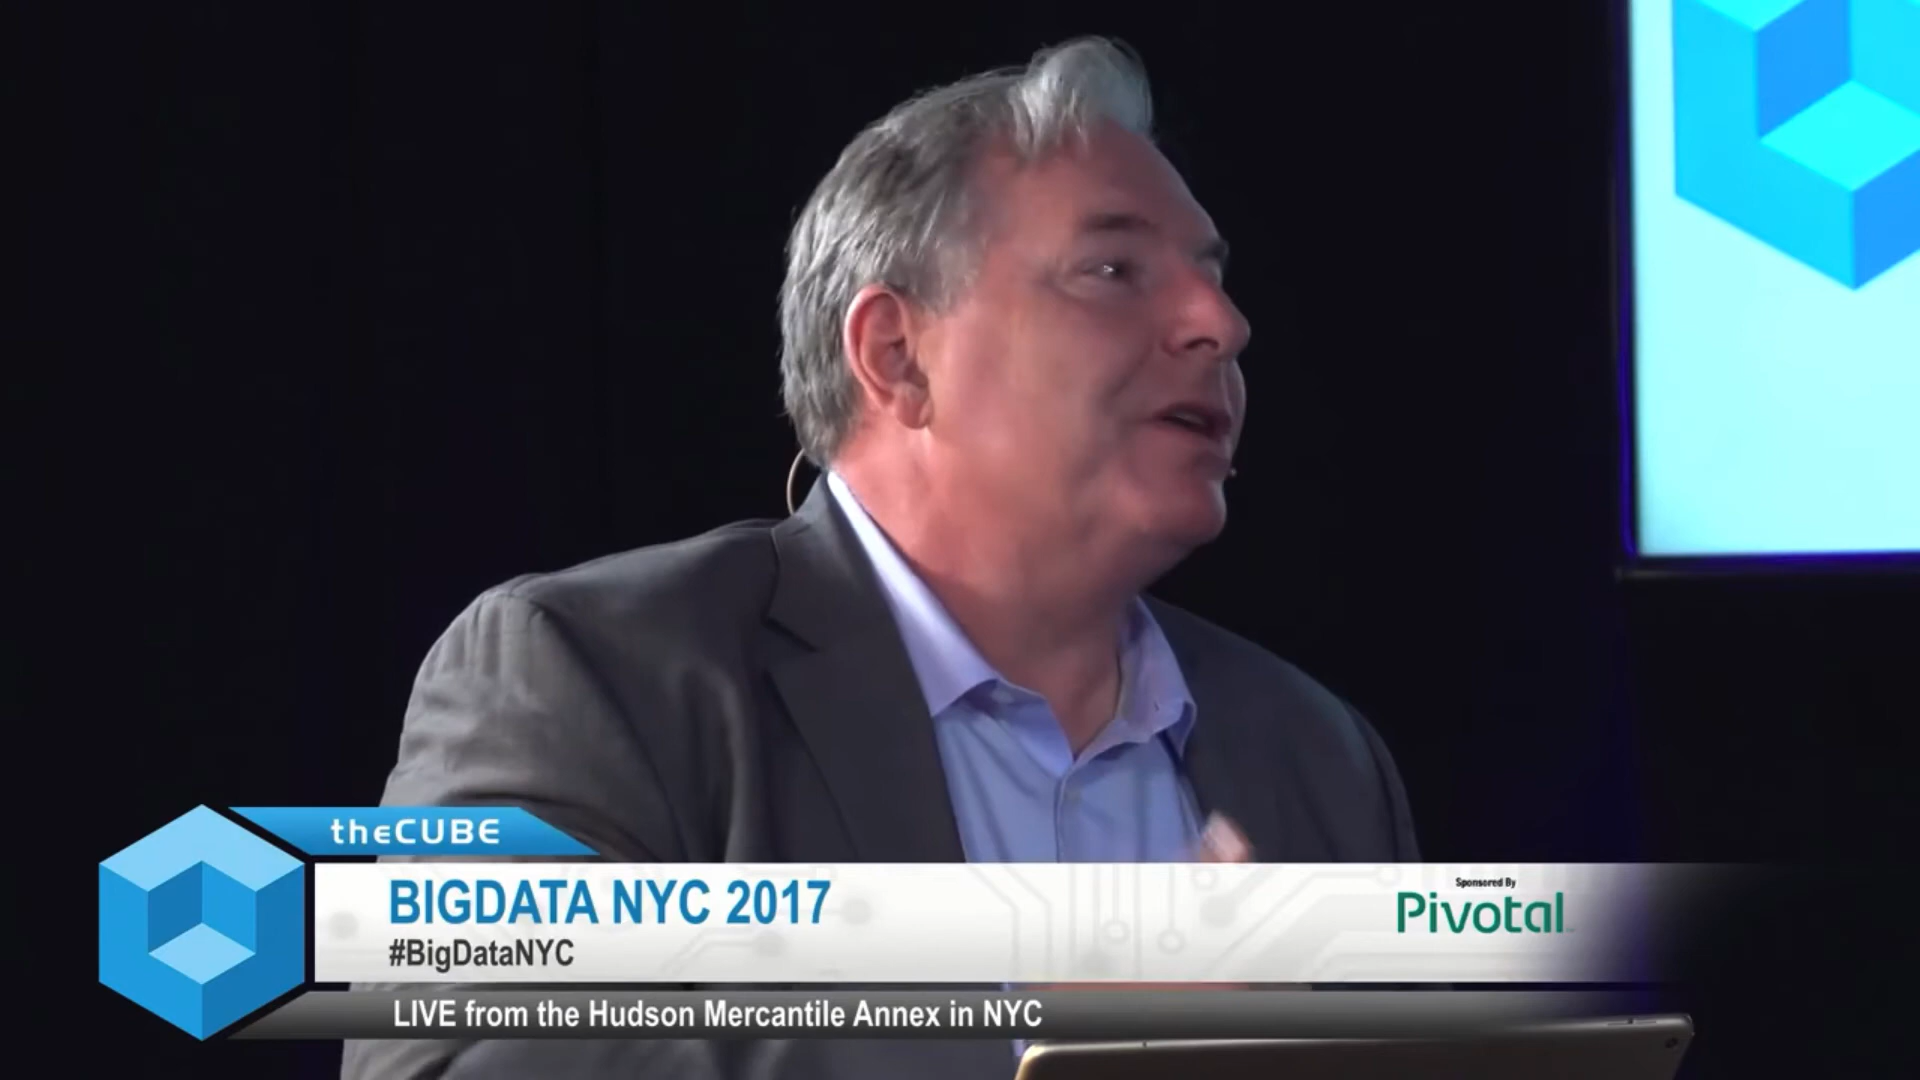 theCUBE
BIGDATA NYC 2017
#BigDataNYC
Sponsored By
Pivotal
LIVE from the Hudson Mercantile Annex in NYC